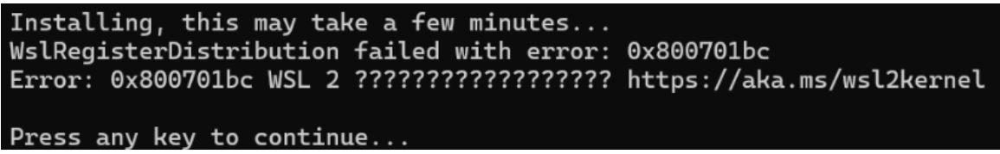 Installing, this may take a few minutes...
WslRegisterDistribution failed with error: 0x800701bc
Error: 0x800701bc WSL 2 ?????????????????? https://aka.ms/wsl2kernel
Press any key to continue...